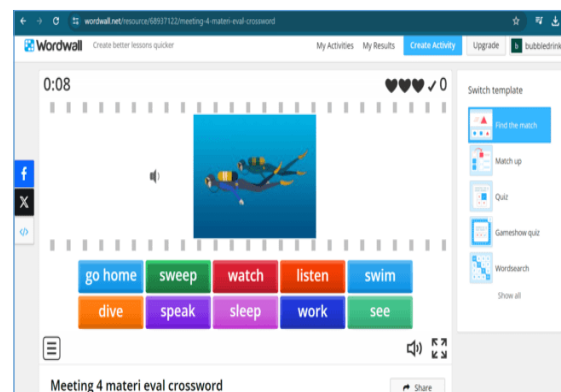 wordwall.net/resource/68937122/meeting-4-materi-eval-crossword
Wordwall Create better lessons quicker My Activities My Results Create Activity Upgrade b bubbledrink
0:08 0
Switch template
Find the match
Match up
Quiz
Gameshow quiz
Wordsearch
Show all
go home sweep watch listen swim
dive speak sleep work see
Meeting 4 materi eval crossword
Share